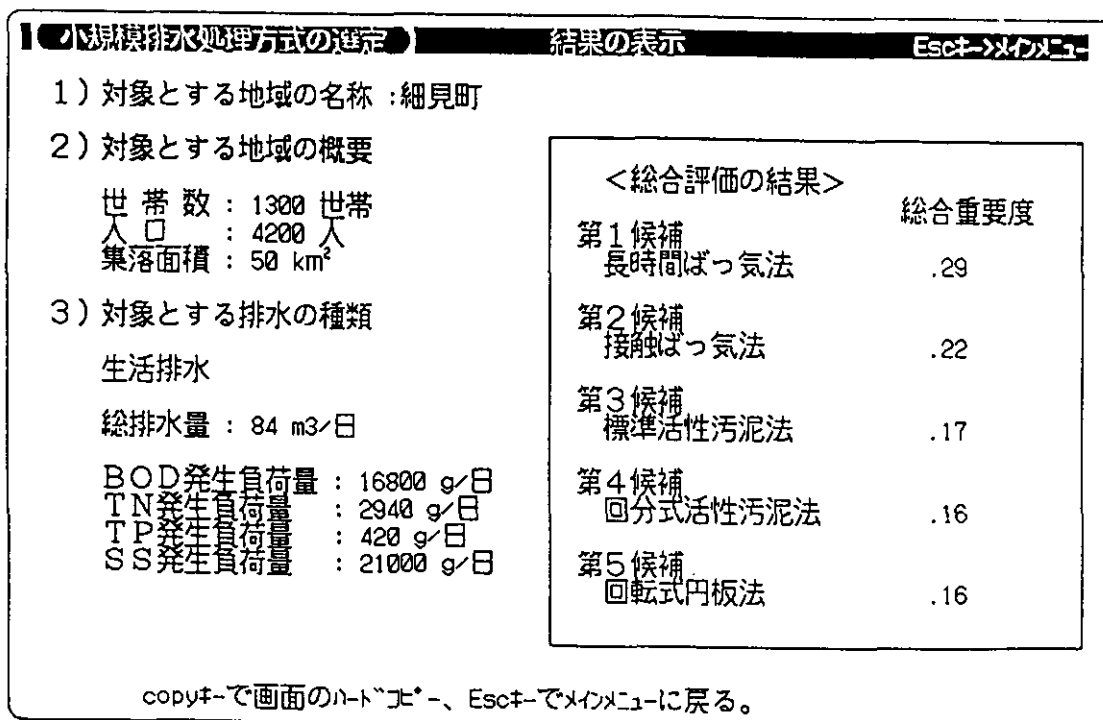 小規模排水処理方式の選定 結果の表示 Escキー>メインメニュー
1)対象とする地域の名称 :細見町
2)対象とする地域の概要
世 帯 数 : 1300 世帯
人 口 : 4200 人
集落面積 : 50 km²
3)対象とする排水の種類
生活排水
総排水量 : 84 m3/日
BOD発生負荷量 : 16800 g/日
TN発生負荷量 : 2940 g/日
TP発生負荷量 : 420 g/日
SS発生負荷量 : 21000 g/日
<総合評価の結果>
総合重要度
第1候補
長時間ばっ気法 .29
第2候補
接触ばっ気法 .22
第3候補
標準活性汚泥法 .17
第4候補
回分式活性汚泥法 .16
第5候補
回転式円板法 .16
copyキーで画面のハードコピー、Escキーでメインメニューに戻る。